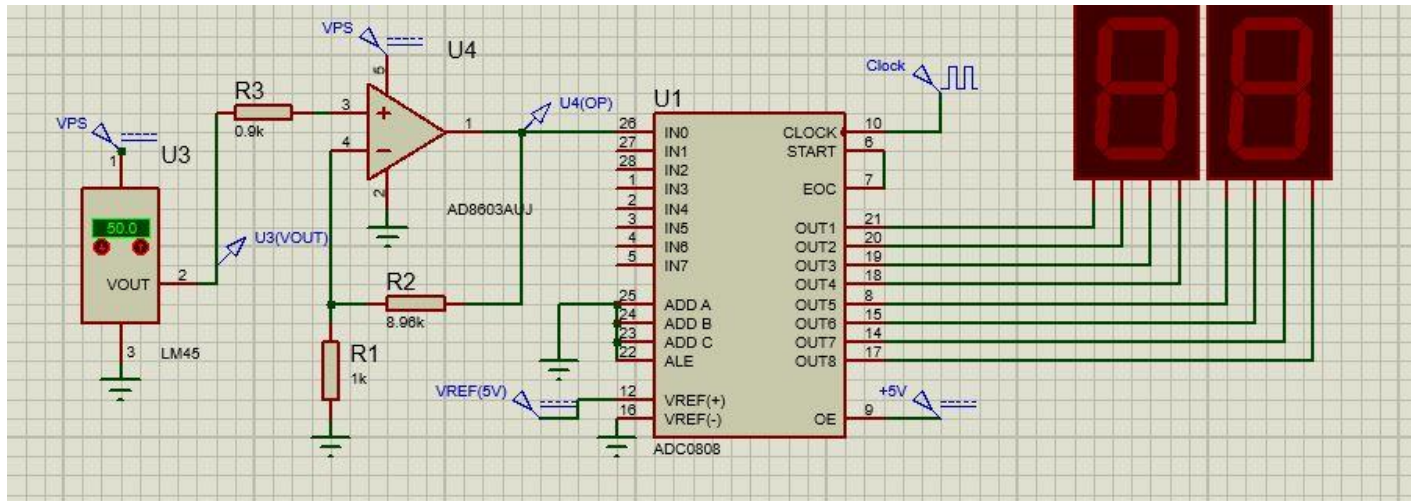 VPS
U4
5
R3
3
0.9k
4
1
U4(OP)
2
AD8603AUJ
VPS
1
U3
50.0
VOUT
2
U3(VOUT)
3
LM45
R2
8.96k
R1
1k
Clock
U1
26 IN0 CLOCK 10
27 IN1 START 6
28 IN2
1 IN3 EOC 7
2 IN4
3 IN5 OUT1 21
4 IN6 OUT2 20
5 IN7 OUT3 19
OUT4 18
25 ADD A OUT5 8
24 ADD B OUT6 15
23 ADD C OUT7 14
22 ALE OUT8 17
VREF(5V)
12 VREF(+)
16 VREF(-) OE 9
+5V
ADC0808